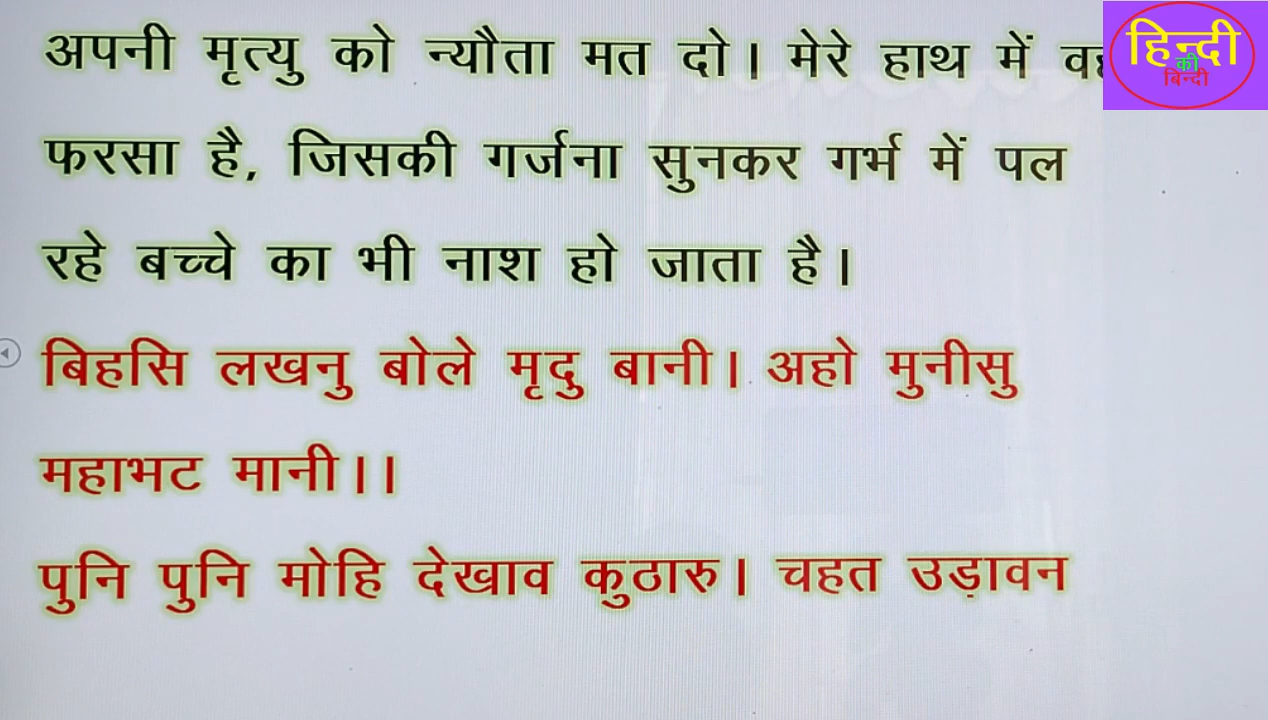 अपनी मृत्यु को न्यौता मत दो। मेरे हाथ में
हिन्दी
की
बिन्दी
फरसा है, जिसकी गर्जना सुनकर गर्भ में पल
रहे बच्चे का भी नाश हो जाता है।
बिहसि लखनु बोले मृदु बानी। अहो मुनीसु
महाभट मानी।।
पुनि पुनि मोहि देखाव कुठारु। चहत उड़ावन